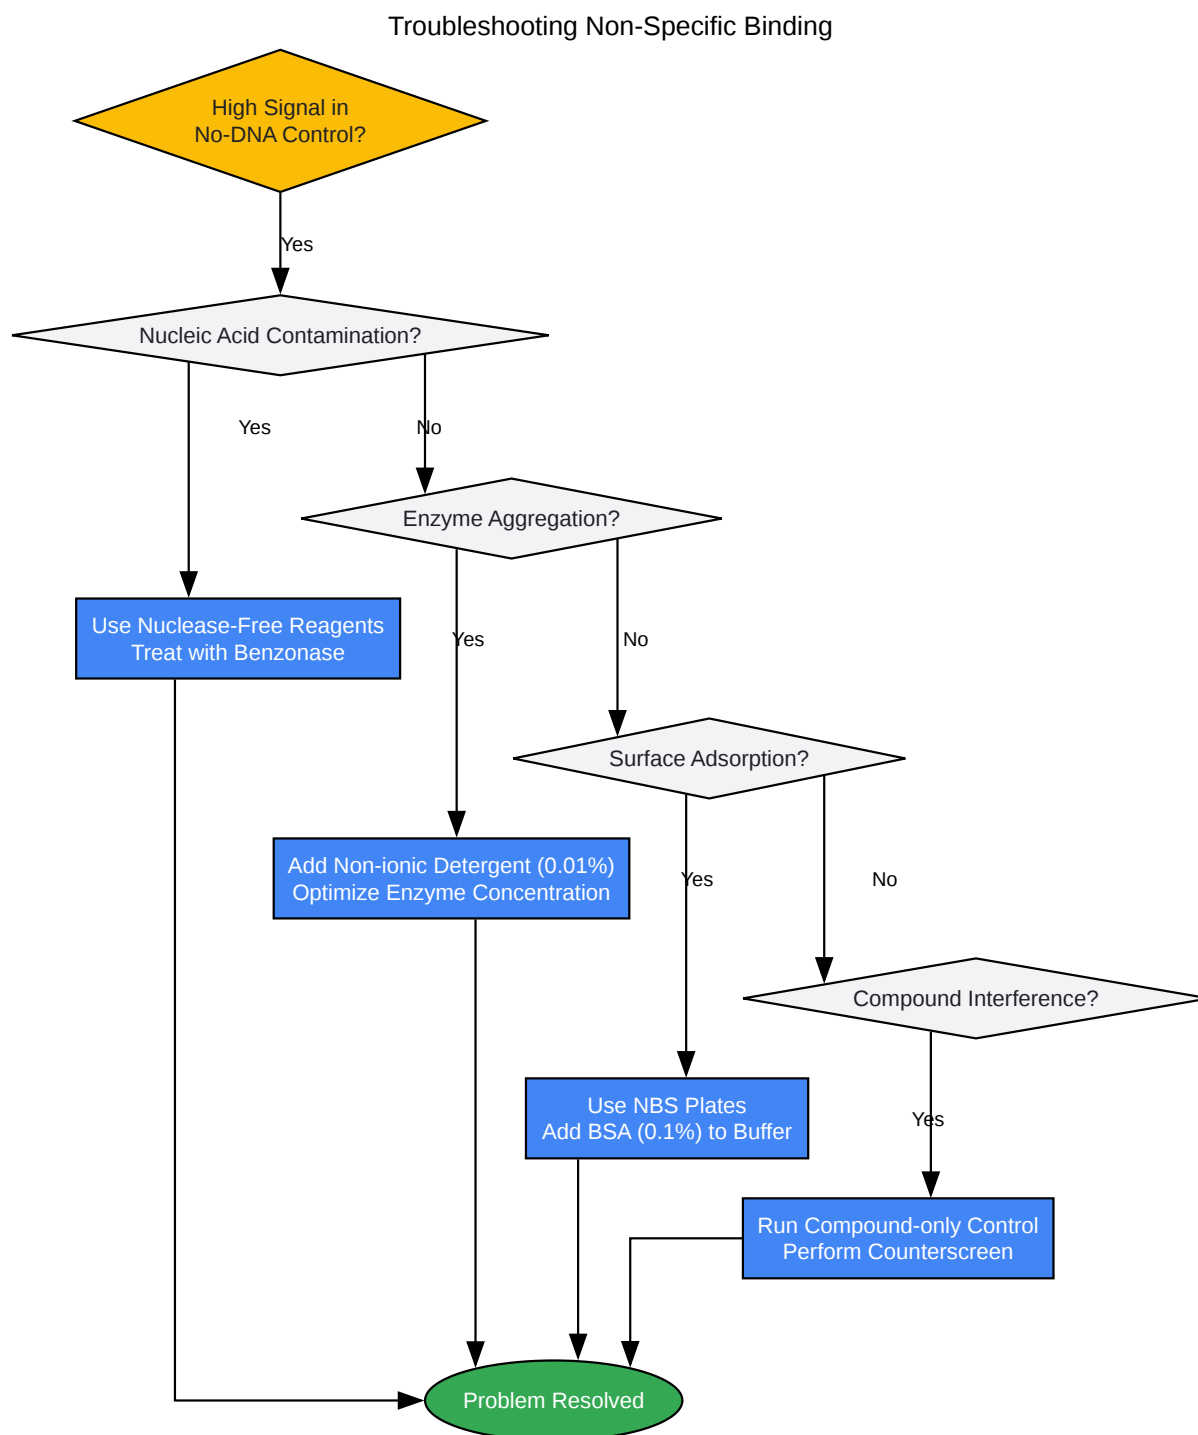 Troubleshooting Non-Specific Binding
High Signal in
No-DNA Control?
Yes
Nucleic Acid Contamination?
Yes
No
Enzyme Aggregation?
Use Nuclease-Free Reagents
Treat with Benzonase
Yes
No
Surface Adsorption?
Add Non-ionic Detergent (0.01%)
Optimize Enzyme Concentration
Yes
No
Compound Interference?
Use NBS Plates
Add BSA (0.1%) to Buffer
Yes
Run Compound-only Control
Perform Counterscreen
Problem Resolved